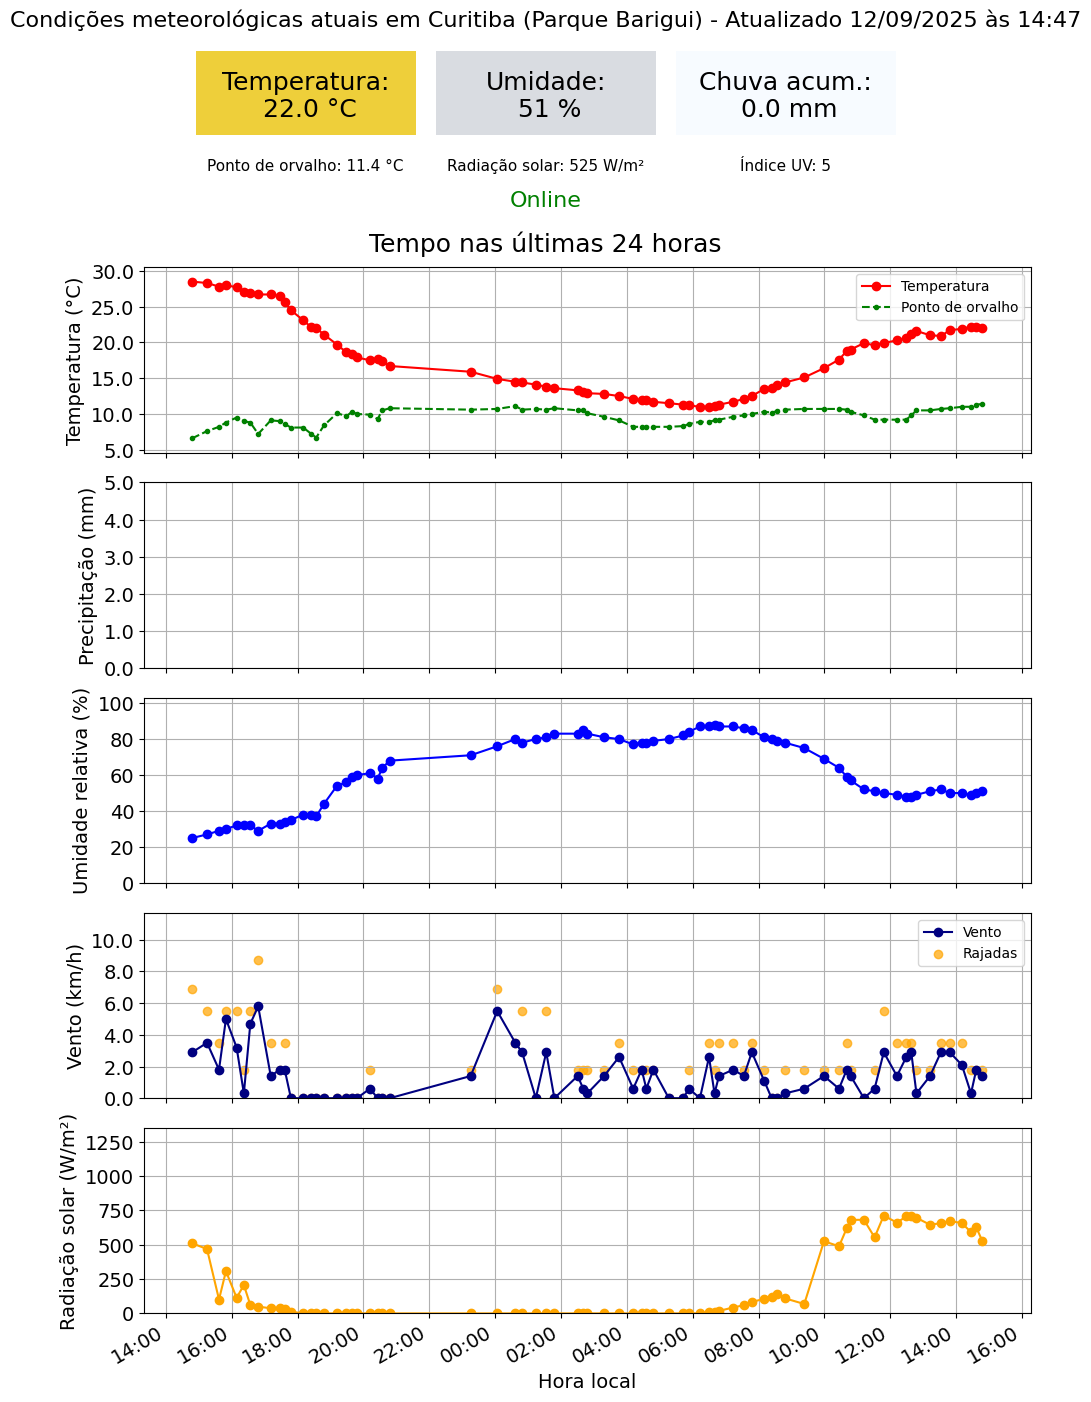 Condições meteorológicas atuais em Curitiba (Parque Barigui) - Atualizado 12/09/2025 às 14:47
Temperatura:
22.0 °C
Umidade:
51 %
Chuva acum.:
0.0 mm
Ponto de orvalho: 11.4 °C
Radiação solar: 525 W/m²
Índice UV: 5
Online
Tempo nas últimas 24 horas
Temperatura (°C)
30.0
25.0
20.0
15.0
10.0
5.0
Temperatura
Ponto de orvalho
Precipitação (mm)
5.0
4.0
3.0
2.0
1.0
0.0
Umidade relativa (%)
100
80
60
40
20
0
Vento (km/h)
10.0
8.0
6.0
4.0
2.0
0.0
Vento
Rajadas
Radiação solar (W/m²)
1250
1000
750
500
250
0
14:00
16:00
18:00
20:00
22:00
00:00
02:00
04:00
06:00
08:00
10:00
12:00
14:00
16:00
Hora local